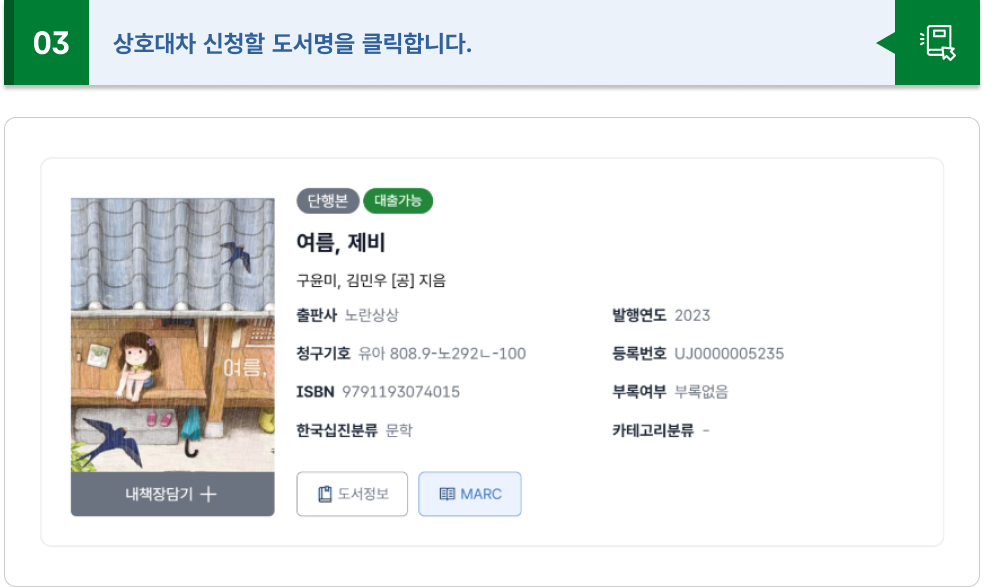 03
상호대차 신청할 도서명을 클릭합니다.
단행본 대출가능
여름, 제비
구윤미, 김민우 [공] 지음
출판사 노란상상 발행연도 2023
청구기호 유아 808.9-노292ㄴ-100 등록번호 UJ0000005235
ISBN 9791193074015 부록여부 부록없음
한국십진분류 문학 카테고리분류 -
여름,
내책장담기 +
도서정보 MARC